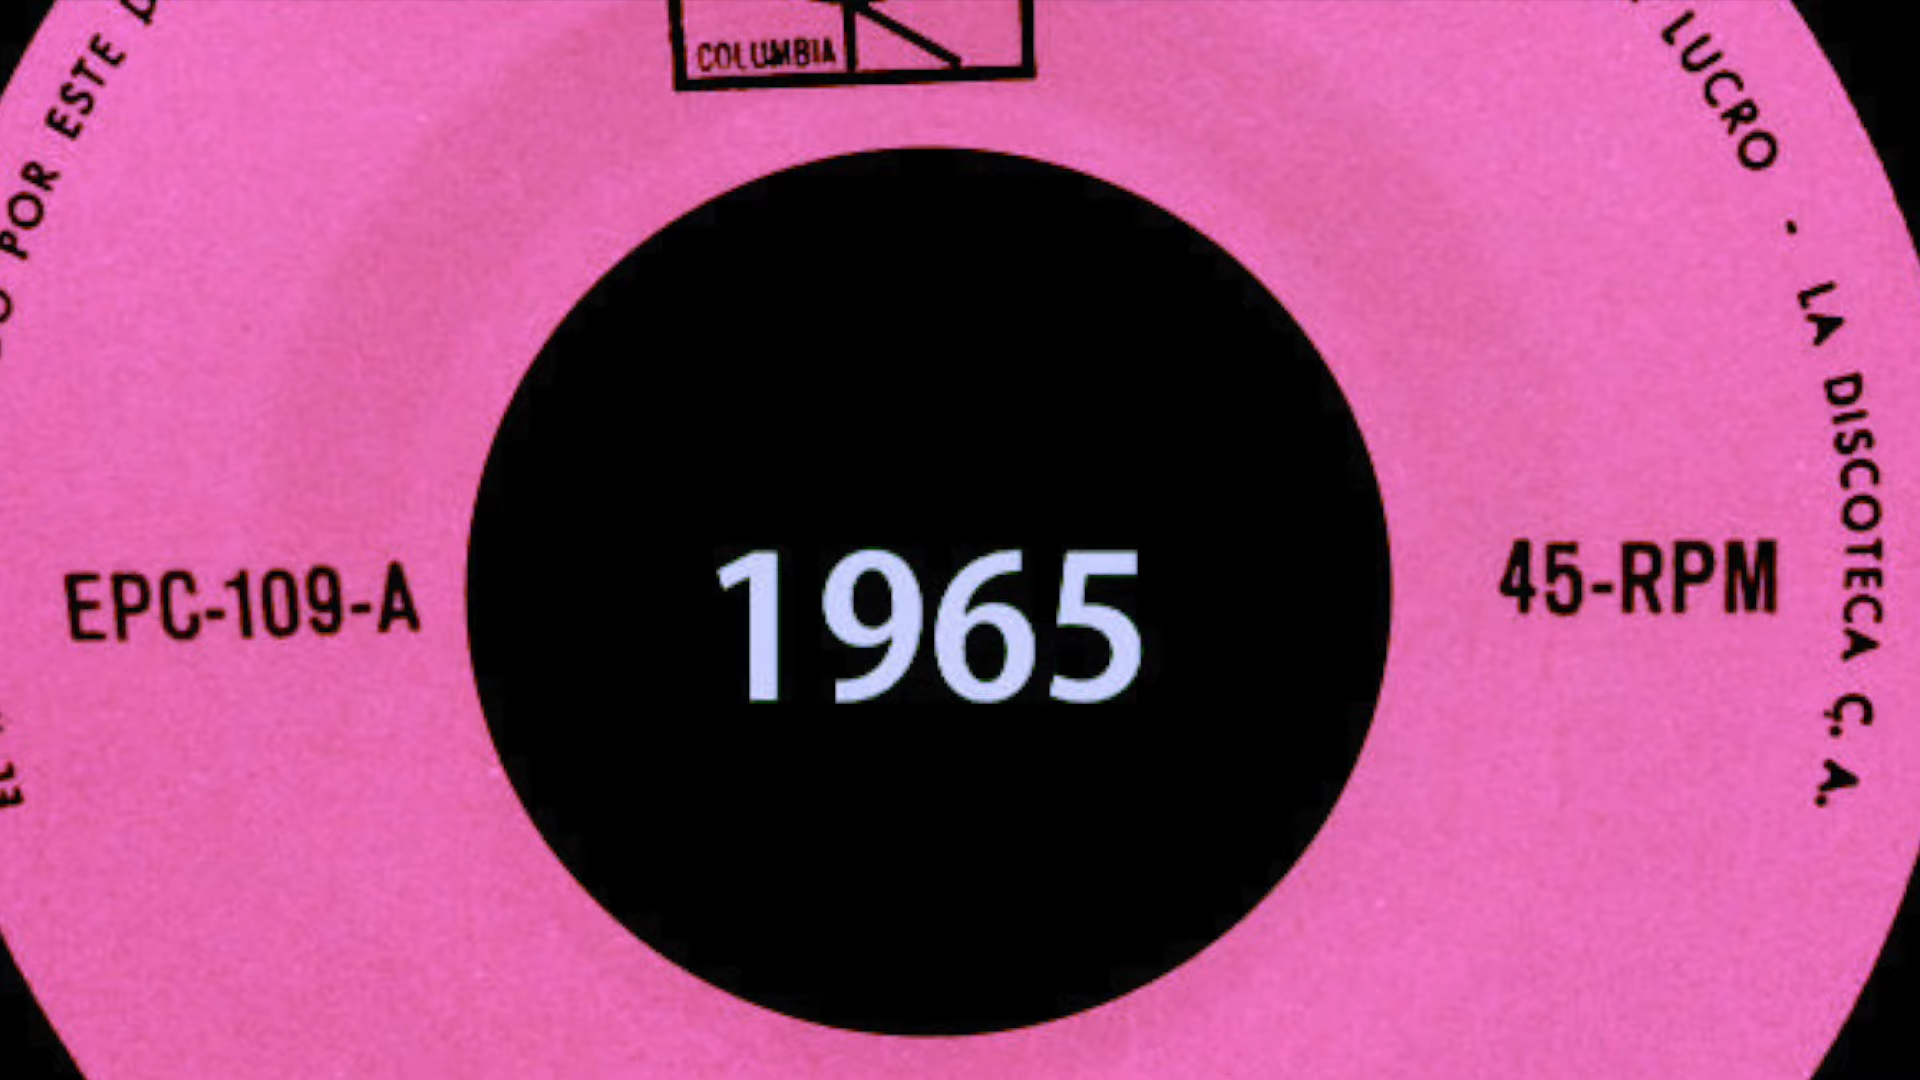 COLUMBIA
POR ESTE
LUCRO - LA DISCOTECA C. A.
EPC-109-A
1965
45-RPM